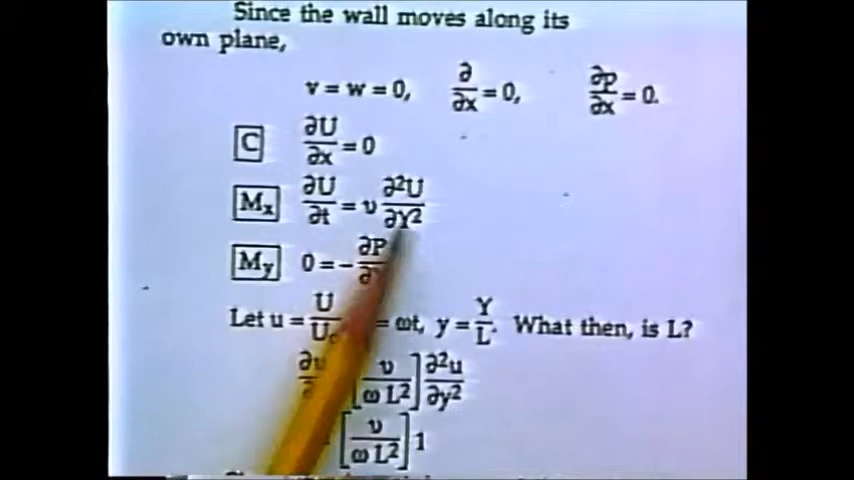 Since the wall moves along its
own plane,
v = w = 0, ∂/∂x = 0, ∂p/∂x = 0.
C ∂U/∂x = 0
Mx ∂U/∂t = υ ∂²U/∂Y²
My 0 = - ∂P/∂
Let u = U/U = ωt, y = Y/L. What then, is L?
∂u [υ/ωL²] ∂²u/∂y²
[υ/ωL²] 1